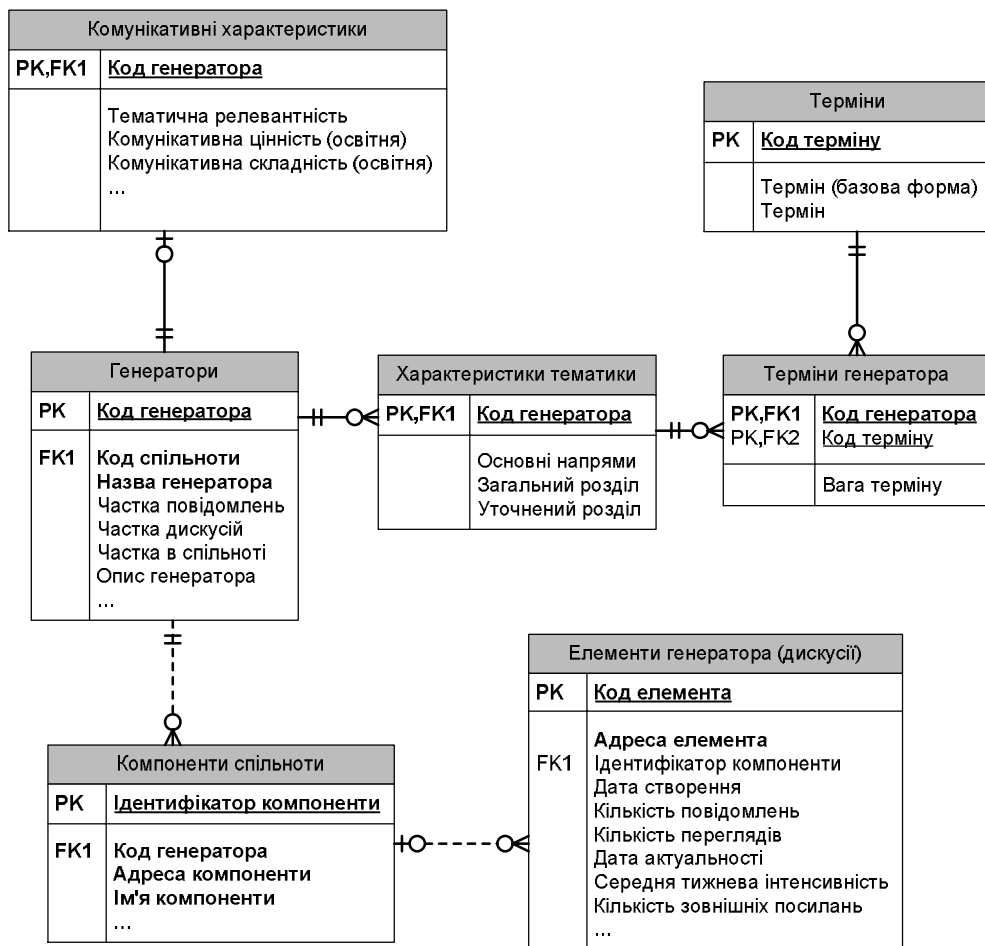 Комунікативні характеристики
PK,FK1 Код генератора
Тематична релевантність
Комунікативна цінність (освітня)
Комунікативна складність (освітня)
...
Терміни
PK Код терміну
Термін (базова форма)
Термін
Генератори
PK Код генератора
FK1 Код спільноти
Назва генератора
Частка повідомлень
Частка дискусій
Частка в спільноті
Опис генератора
...
Характеристики тематики
PK,FK1 Код генератора
Основні напрями
Загальний розділ
Уточнений розділ
Терміни генератора
PK,FK1 Код генератора
PK,FK2 Код терміну
Вага терміну
Компоненти спільноти
PK Ідентифікатор компоненти
FK1 Код генератора
Адреса компоненти
Ім'я компоненти
...
Елементи генератора (дискусії)
PK Код елемента
Адреса елемента
FK1 Ідентифікатор компоненти
Дата створення
Кількість повідомлень
Кількість переглядів
Дата актуальності
Середня тижнева інтенсивність
Кількість зовнішніх посилань
...